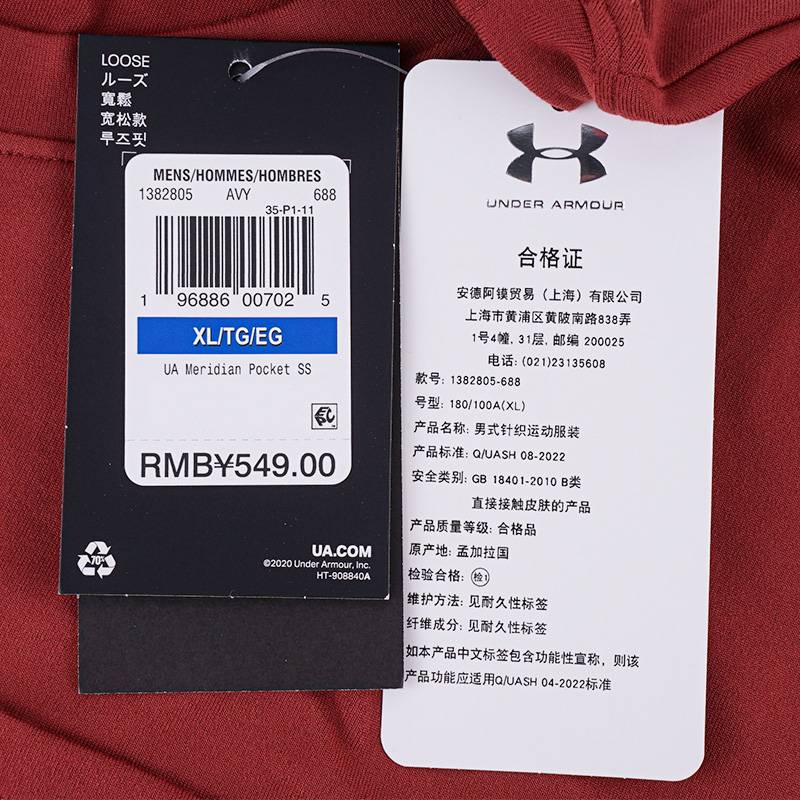 LOOSE
ルーズ
寬鬆
宽松款
루즈핏
MENS/HOMMES/HOMBRES
1382805 AVY 688
35-P1-11
1 96886 00702 5
XL/TG/EG
UA Meridian Pocket SS
RMB¥549.00
70%
UA.COM
©2020 Under Armour, Inc.
HT-908840A
UNDER ARMOUR
合格证
安德阿镆贸易（上海）有限公司
上海市黄浦区黄陂南路838弄
1号4幢, 31层, 邮编 200025
电话: (021)23135608
款号: 1382805-688
号型: 180/100A(XL)
产品名称: 男式针织运动服装
产品标准: Q/UASH 08-2022
安全类别: GB 18401-2010 B类
直接接触皮肤的产品
产品质量等级: 合格品
原产地: 孟加拉国
检验合格: 检1
维护方法: 见耐久性标签
纤维成分: 见耐久性标签
如本产品中文标签包含功能性宣称, 则该
产品功能应适用Q/UASH 04-2022标准